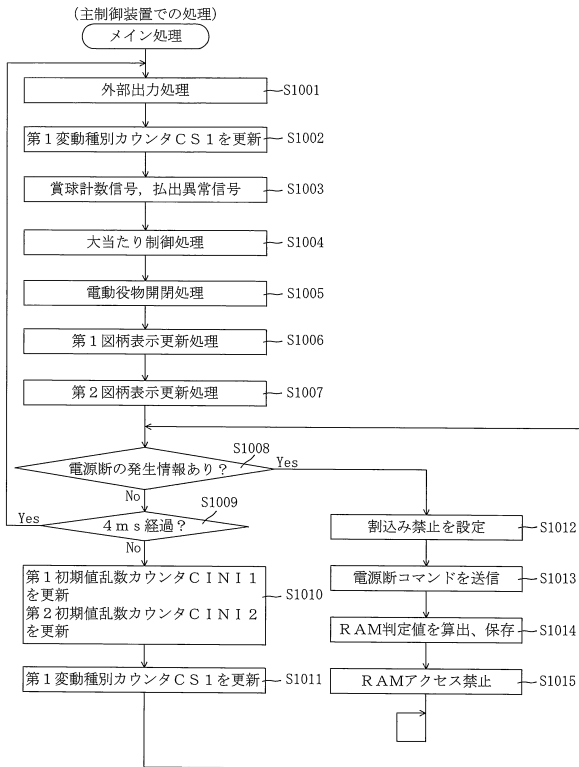 (主制御装置での処理)
メイン処理
外部出力処理
S1001
第１変動種別カウンタＣＳ１を更新
S1002
賞球計数信号，払出異常信号
S1003
大当たり制御処理
S1004
電動役物開閉処理
S1005
第１図柄表示更新処理
S1006
第２図柄表示更新処理
S1007
電源断の発生情報あり？
S1008
Yes
No
４ｍｓ経過？
S1009
Yes
No
第１初期値乱数カウンタＣＩＮＩ１
を更新
第２初期値乱数カウンタＣＩＮＩ２
を更新
S1010
第１変動種別カウンタＣＳ１を更新
S1011
割込み禁止を設定
S1012
電源断コマンドを送信
S1013
ＲＡＭ判定値を算出、保存
S1014
ＲＡＭアクセス禁止
S1015